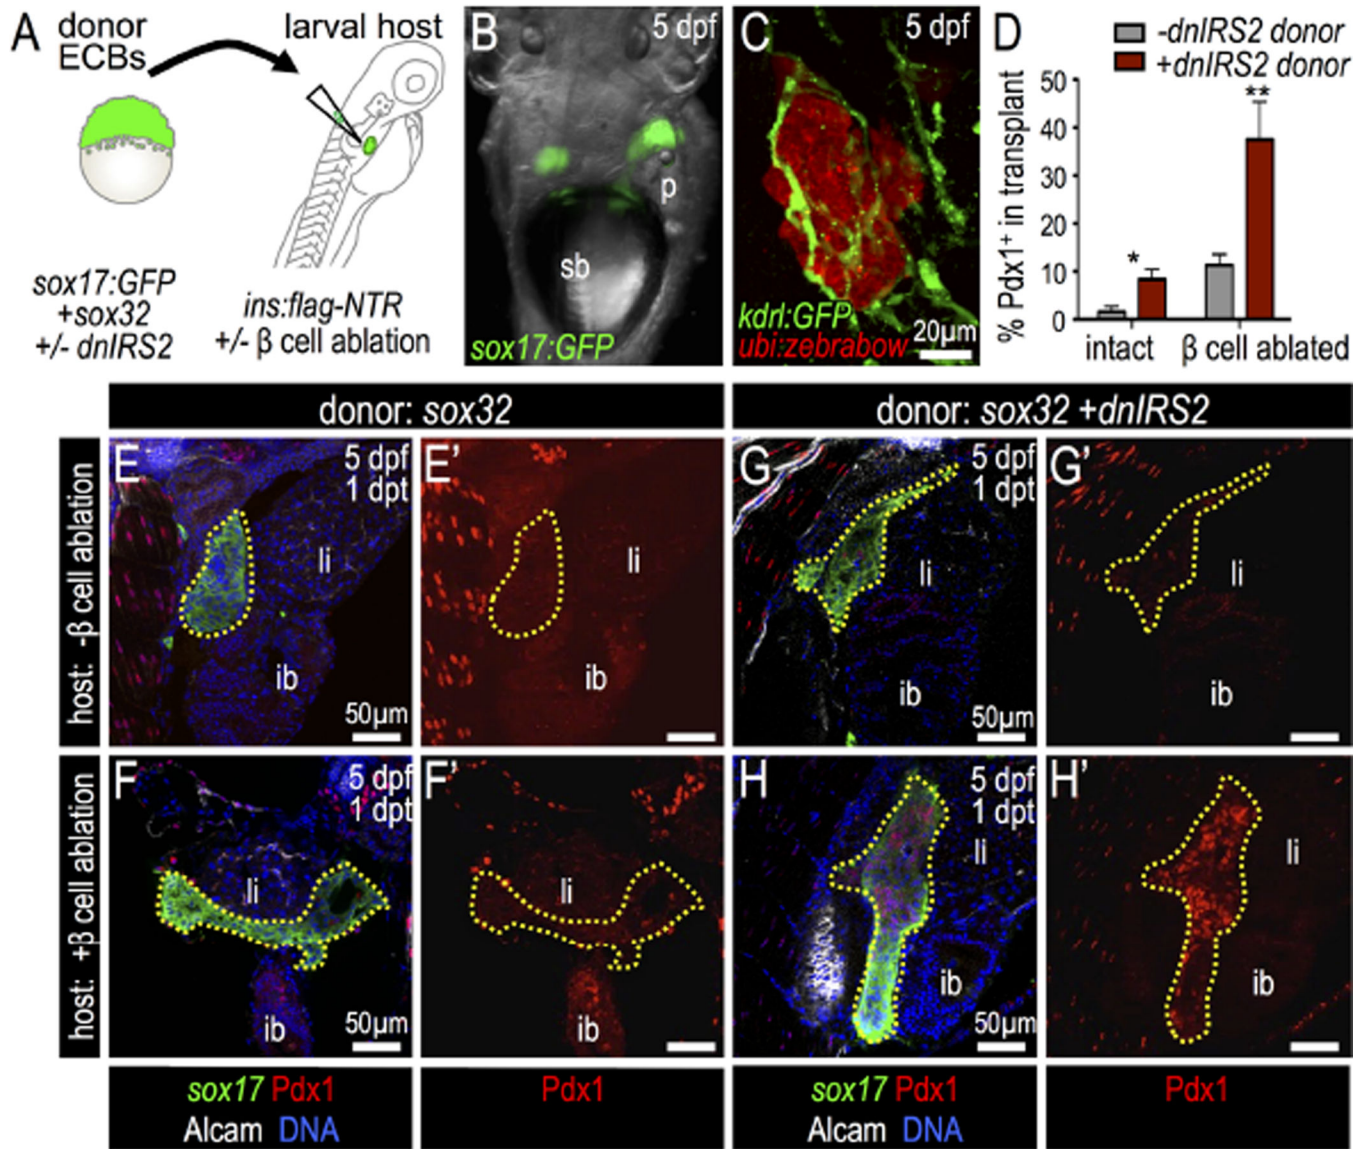 A
donor
ECBs
larval host
sox17:GFP
+sox32
+/- dnIRS2
ins:flag-NTR
+/- β cell ablation
B
5 dpf
p
sb
sox17:GFP
C
5 dpf
kdrl:GFP
ubi:zebrabow
20μm
D
-dnIRS2 donor
+dnIRS2 donor
% Pdx1⁺ in transplant
50
40
30
20
10
0
*
**
intact
β cell ablated
donor: sox32
donor: sox32 +dnIRS2
host: -β cell ablation
E
5 dpf
1 dpt
li
ib
50μm
E'
li
ib
G
5 dpf
1 dpt
li
ib
50μm
G'
li
ib
host: +β cell ablation
F
5 dpf
1 dpt
li
ib
50μm
F'
li
ib
H
5 dpf
1 dpt
li
ib
50μm
H'
li
ib
sox17 Pdx1
Alcam DNA
Pdx1
sox17 Pdx1
Alcam DNA
Pdx1